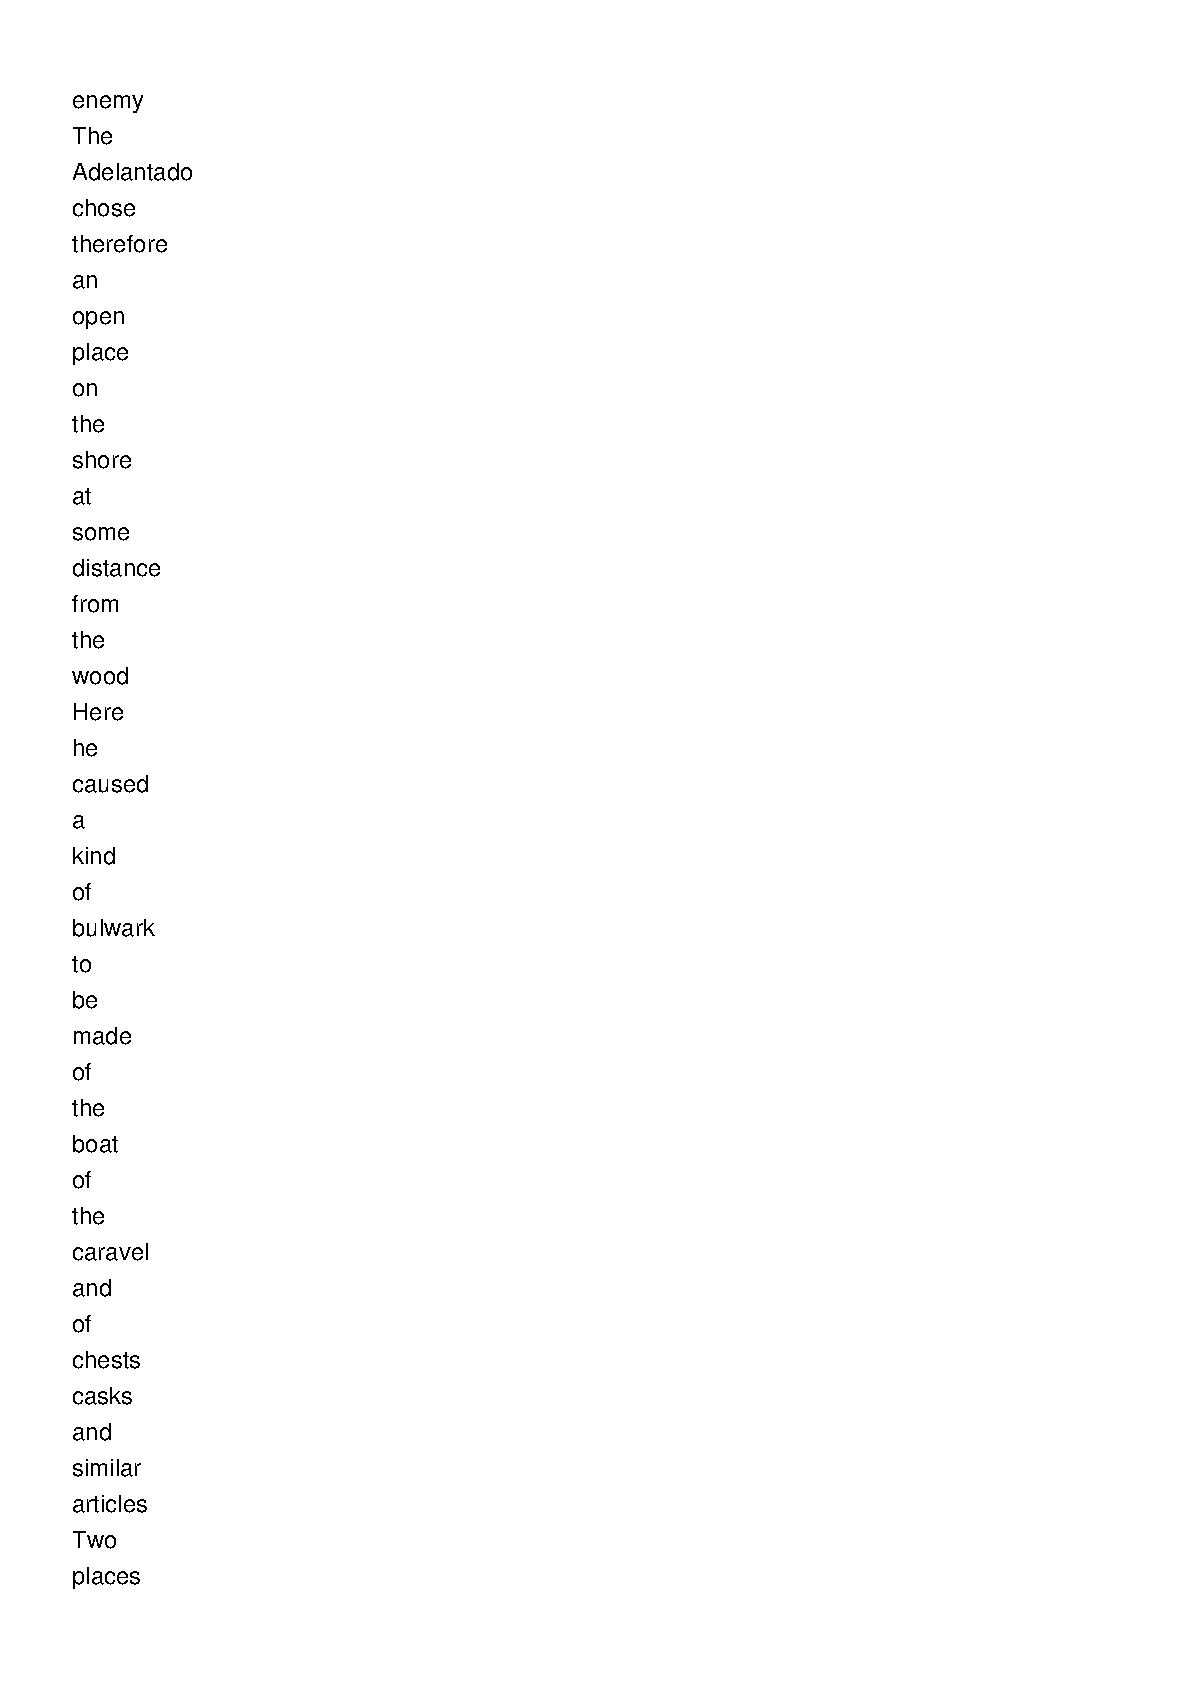 enemy
The
Adelantado
chose
therefore
an
open
place
on
the
shore
at
some
distance
from
the
wood
Here
he
caused
a
kind
of
bulwark
to
be
made
of
the
boat
of
the
caravel
and
of
chests
casks
and
similar
articles
Two
places